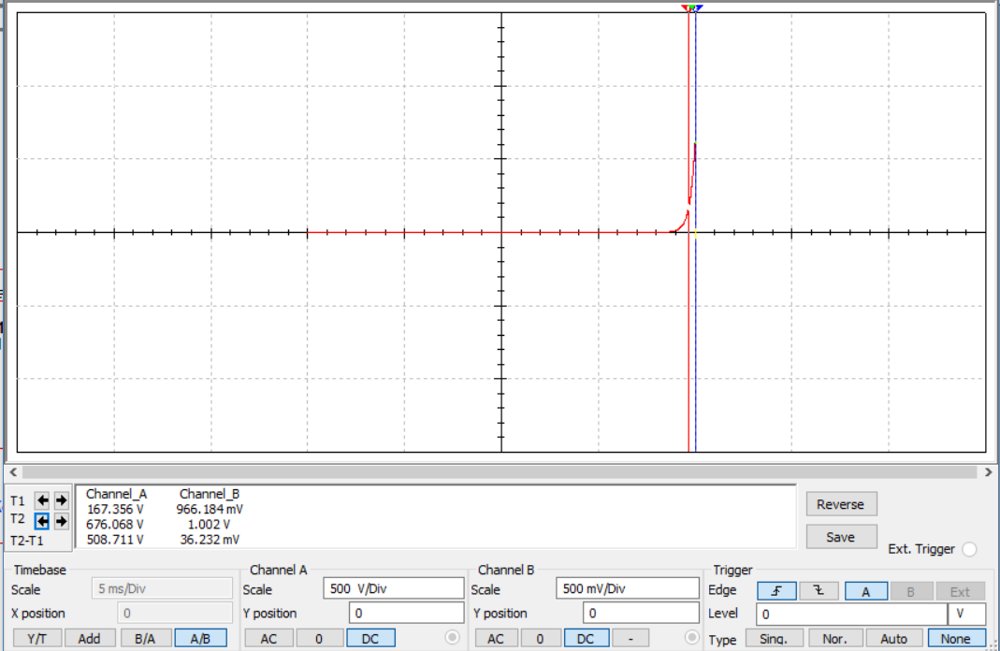 T1
T2
T2-T1
Channel_A Channel_B
167.356 V 966.184 mV
676.068 V 1.002 V
508.711 V 36.232 mV
Reverse
Save
Ext. Trigger
Timebase
Scale 5 ms/Div
X position 0
Y/T Add B/A A/B
Channel A
Scale 500 V/Div
Y position 0
AC 0 DC
Channel B
Scale 500 mV/Div
Y position 0
AC 0 DC -
Trigger
Edge A B Ext
Level 0 V
Type Sing. Nor. Auto None